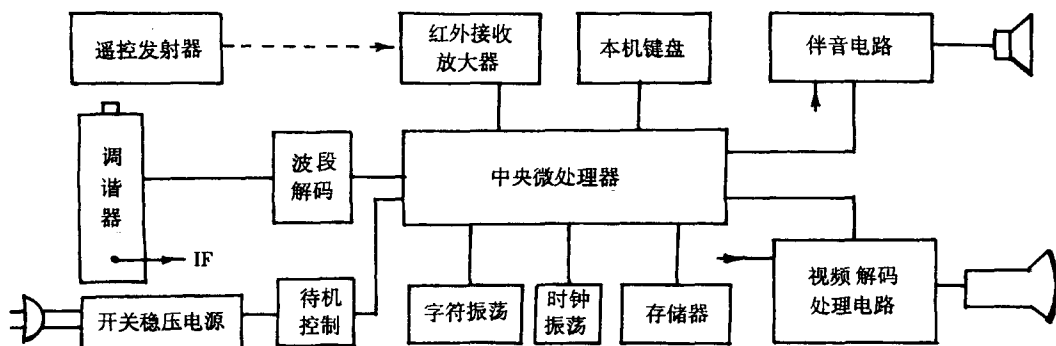 遥控发射器
红外接收
放大器
本机键盘
伴音电路
调
谐
器
波段
解码
中央微处理器
IF
开关稳压电源
待机
控制
字符振荡
时钟
振荡
存储器
视频解码
处理电路